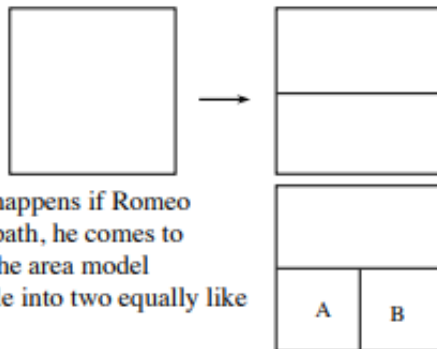 happens if Romeo
path, he comes to
he area model
e into two equally like
A
B